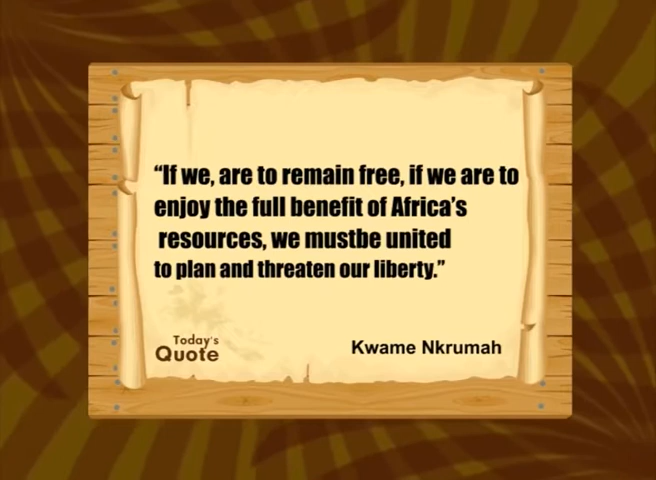 “If we, are to remain free, if we are to
enjoy the full benefit of Africa’s
resources, we mustbe united
to plan and threaten our liberty.”
Today's
Quote
Kwame Nkrumah